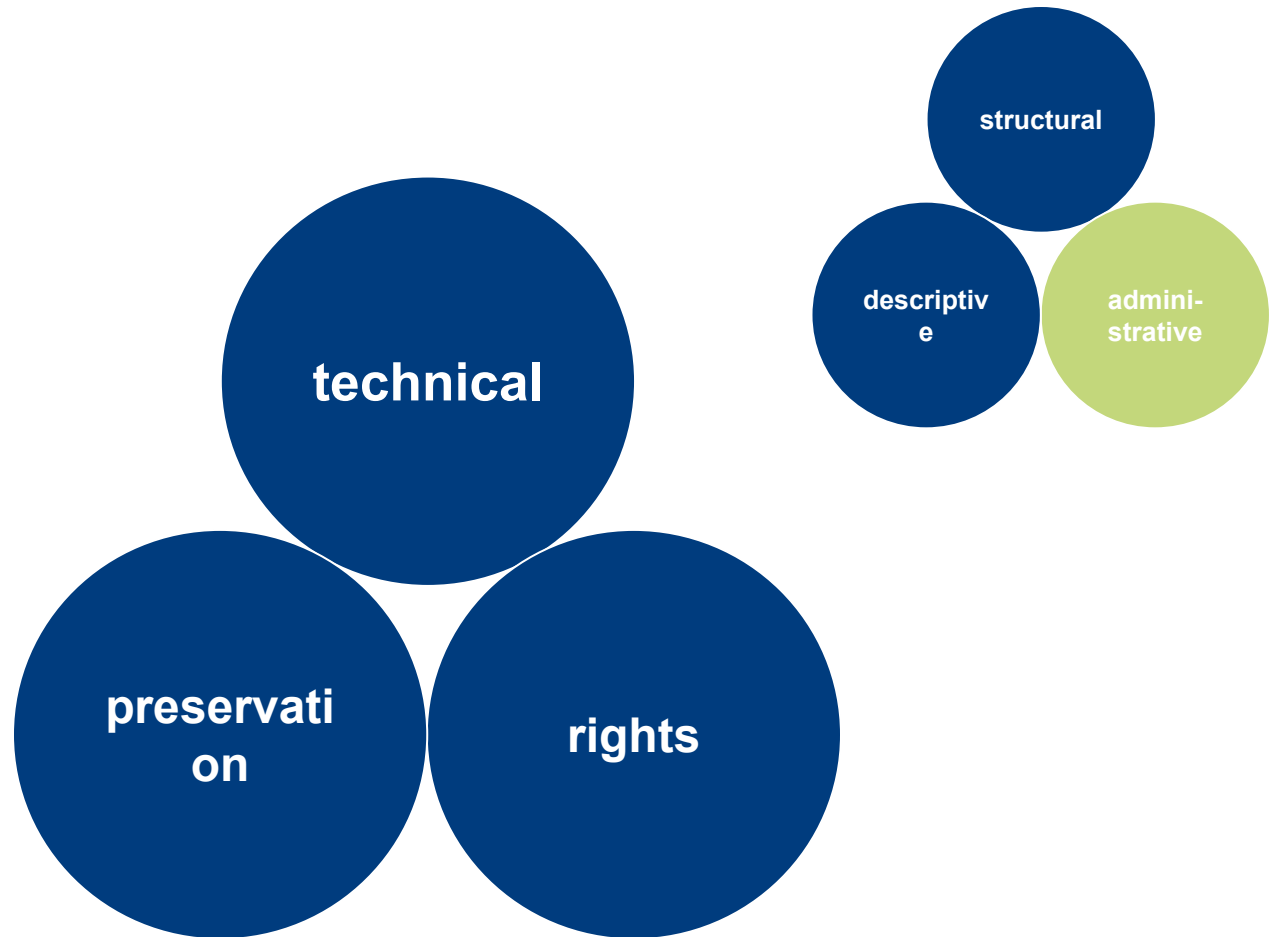 structural
descriptiv
e
admini-
strative
technical
preservati
on
rights